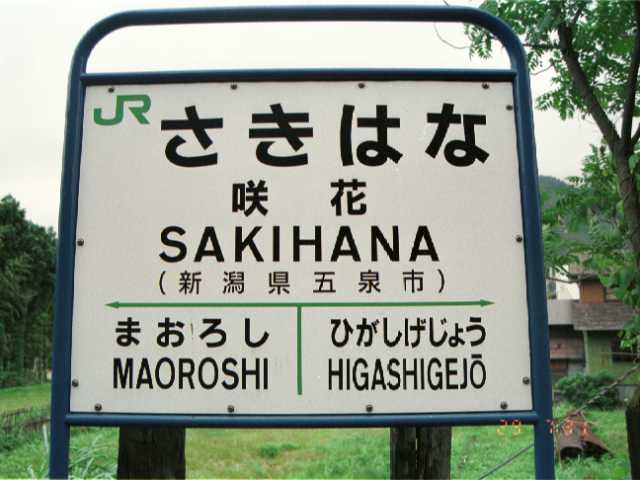 JR さきはな
咲花
SAKIHANA
(新潟県五泉市)
まおろし ひがしげじょう
MAOROSHI HIGASHIGEJŌ